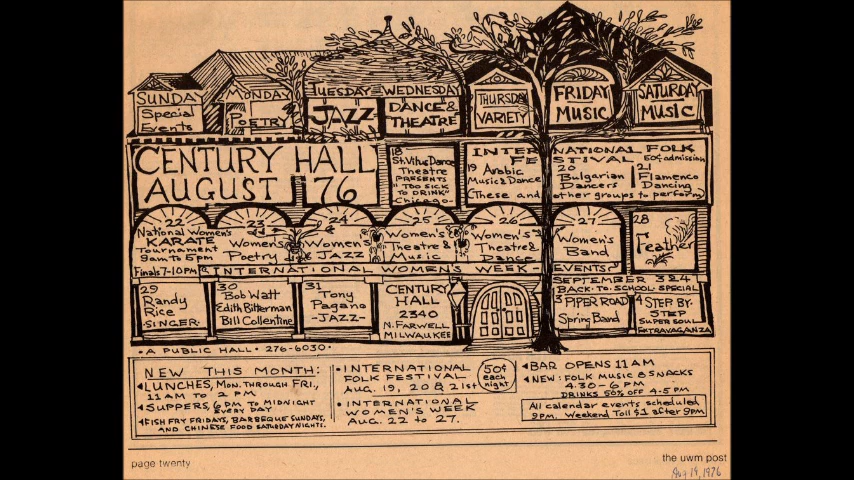 SUNDA
Special
Events
MONDAY
POETRY
TUESDAY
JAZZ
WEDNESDAY
DANCE &
THEATRE
THURSDAY
VARIETY
FRIDAY
MUSIC
SATURDAY
MUSIC
CENTURY HALL
AUGUST '76
18
St. Vitus Dance
Theatre
PRESENTS
"TOO SICK
TO DRINK"
Chicago
INTERNATIONAL FOLK
FESTIVAL 50¢ admission
19 Arabic
Music & Dance
20
Bulgarian
Dancers
21
Flamenco
Dancing
(These and other groups to perform)
22
National Women's
KARATE
Tournament
9am to 5pm
Finals 7-10PM
23
Women's
Poetry
24
Women's
JAZZ
25
Women's
Theatre &
Music
26
Women's
Theatre &
Dance
27
Women's
Band
28
Feather
INTERNATIONAL WOMEN'S WEEK EVENTS
29
Randy
Rice
-SINGER-
30
Bob Watt
Edith Bitterman
Bill Collentine
31
Tony
Pagano
-JAZZ-
CENTURY
HALL
2340
N. FARWELL
MILWAUKEE
SEPTEMBER 3 & 4
BACK-TO-SCHOOL SPECIAL
3 PIPER ROAD
Spring Band
4 STEP-BY-
STEP
SUPER SOUL
EXTRAVAGANZA
• A PUBLIC HALL • 276-6030 •
NEW THIS MONTH:
LUNCHES, MON. THROUGH FRI.,
11 AM TO 2 PM
SUPPERS, 6 PM TO MIDNIGHT
EVERY DAY
FISH FRY FRIDAYS, BARBEQUE SUNDAYS,
AND CHINESE FOOD SATURDAY NIGHTS.
• INTERNATIONAL
FOLK FESTIVAL
AUG. 19, 20 & 21st
50¢
each
night
• INTERNATIONAL
WOMEN'S WEEK
AUG. 22 TO 27.
BAR OPENS 11 AM
NEW: FOLK MUSIC & SNACKS
4:30-6 PM
DRINKS 50% OFF 4-5 PM
All calendar events scheduled
9pm. Weekend Toll $1 after 9pm
page twenty
the uwm post
Aug 19, 1976